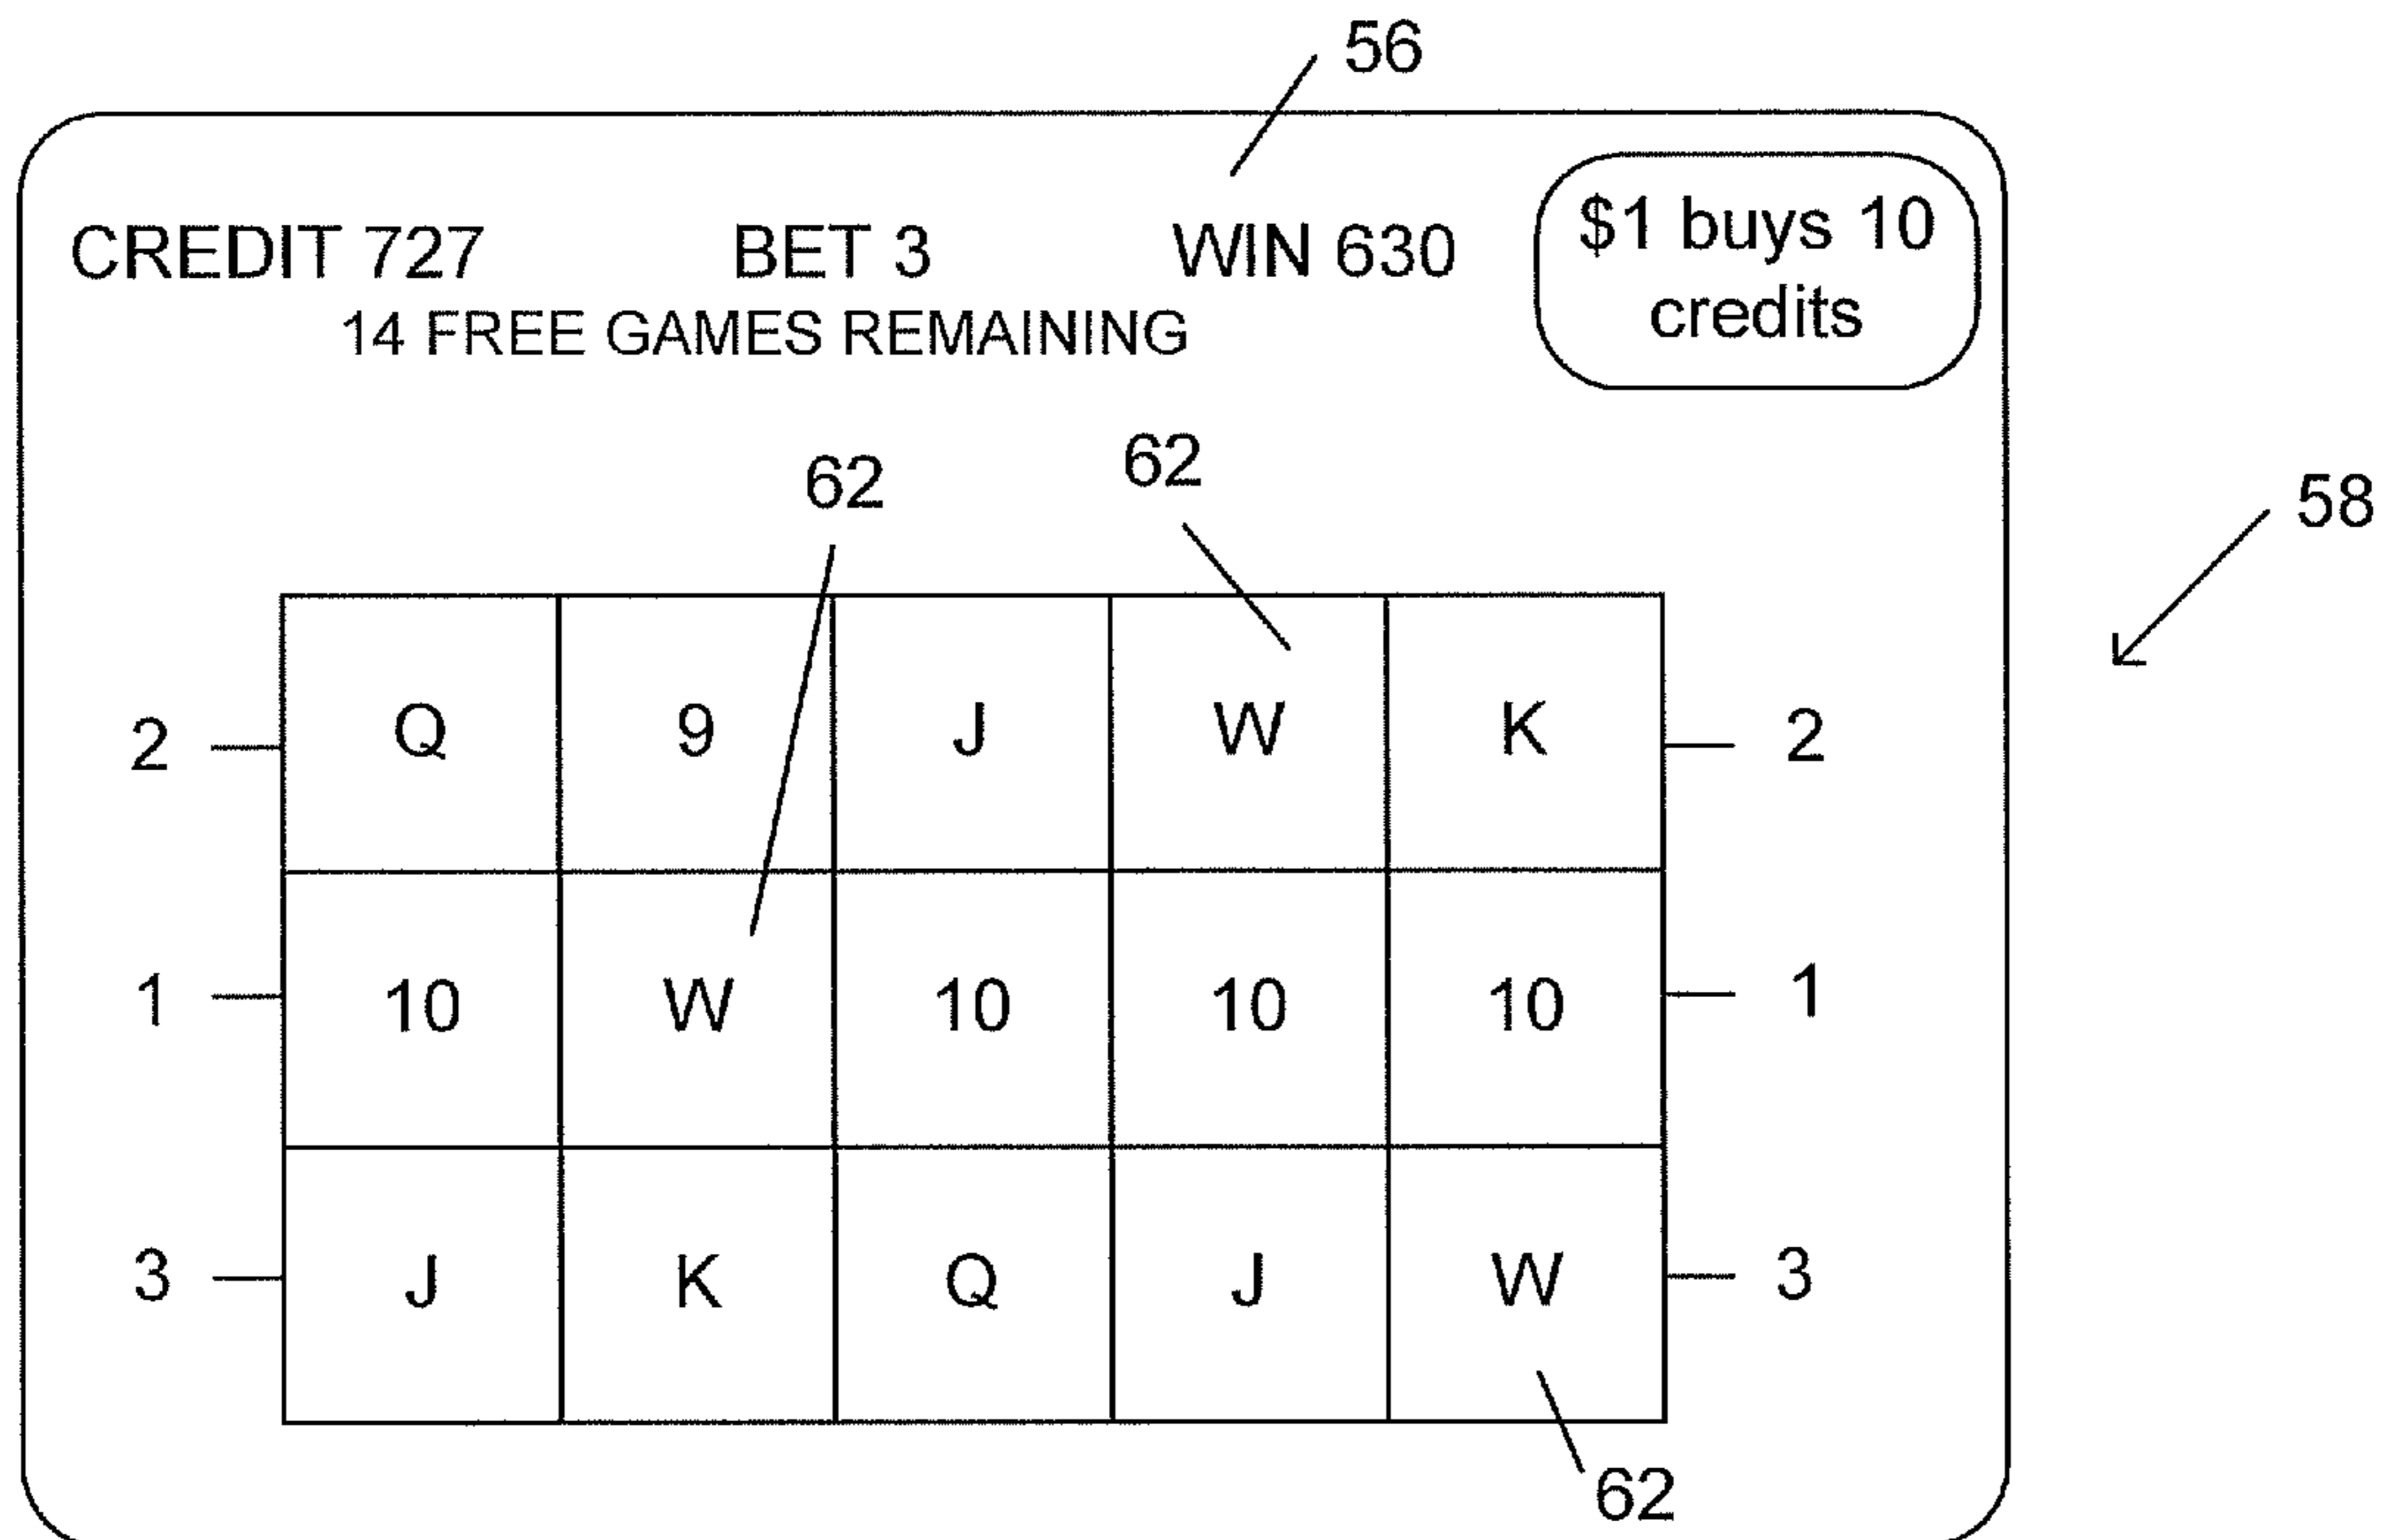 56
$1 buys 10
credits
CREDIT 727 BET 3 WIN 630
14 FREE GAMES REMAINING
62 62
58
2 Q 9 J W K 2
1 10 W 10 10 10 1
3 J K Q J W 3
62